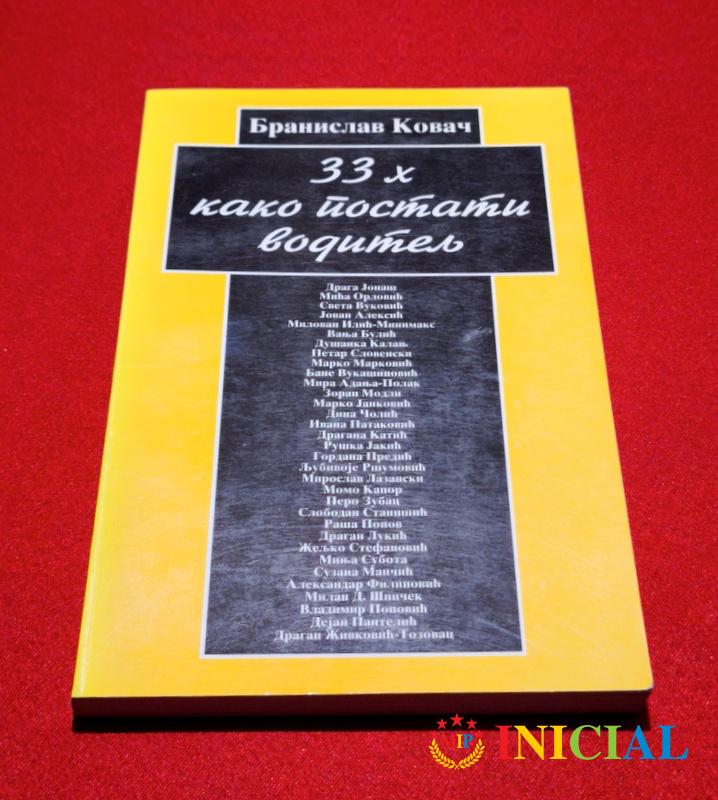 Бранислав Ковач
33 x
како постати
водитељ
Драга Јонаш
Мића Орловић
Света Вуковић
Јован Алексић
Милован Илић-Минимакс
Вања Булић
Душанка Калањ
Петар Словенски
Марко Марковић
Бане Вукашиновић
Мира Адања-Полак
Зоран Модли
Марко Јанковић
Дина Чолић
Ивана Патаковић
Драгана Катић
Рушка Јакић
Гордана Предић
Љубивоје Ршумовић
Мирослав Лазански
Момо Капор
Перо Зубац
Слободан Станишић
Раша Попов
Драган Лукић
Жељко Стефановић
Миња Субота
Сузана Манчић
Александар Филиповић
Милан Д. Шпичек
Владимир Поповић
Дејан Пантелић
Драган Живковић-Тозовац
IP INICIAL